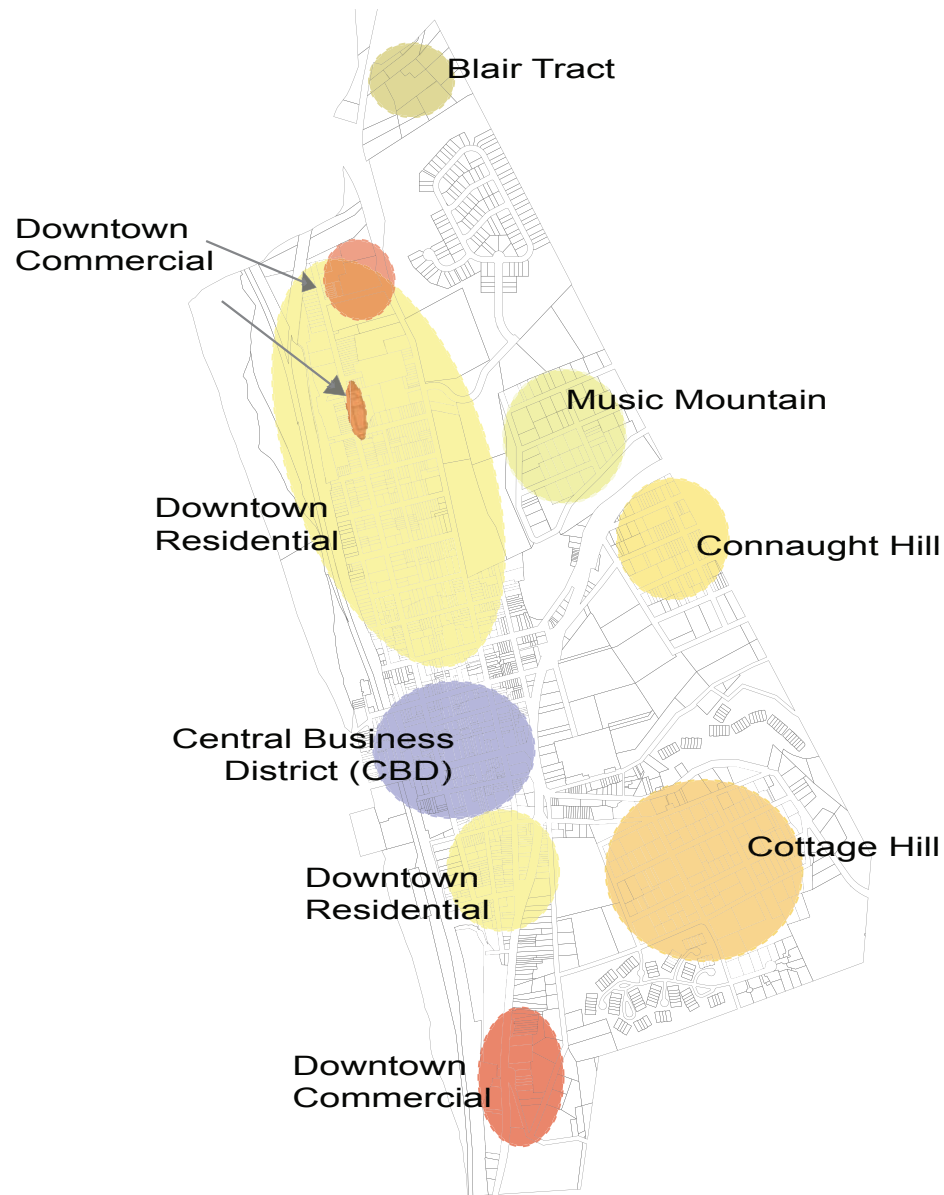 Blair Tract
Downtown
Commercial
Music Mountain
Downtown
Residential
Connaught Hill
Central Business
District (CBD)
Cottage Hill
Downtown
Residential
Downtown
Commercial